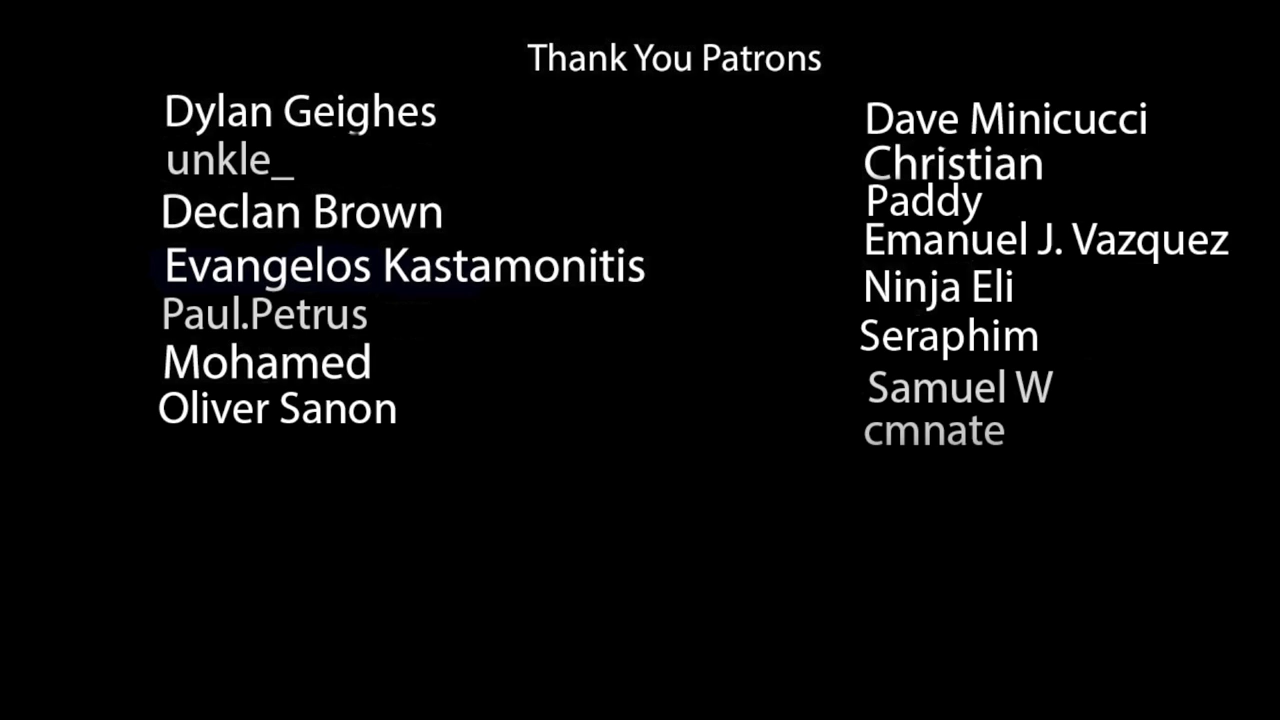 Thank You Patrons
Dylan Geighes
unkle_
Declan Brown
Evangelos Kastamonitis
Paul.Petrus
Mohamed
Oliver Sanon
Dave Minicucci
Christian
Paddy
Emanuel J. Vazquez
Ninja Eli
Seraphim
Samuel W
cmnate